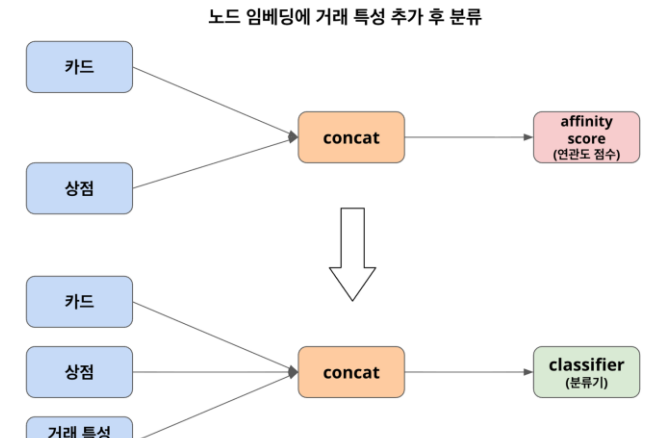 노드 임베딩에 거래 특성 추가 후 분류
카드
상점
concat
affinity
score
(연관도 점수)
카드
상점
거래 특성
concat
classifier
(분류기)